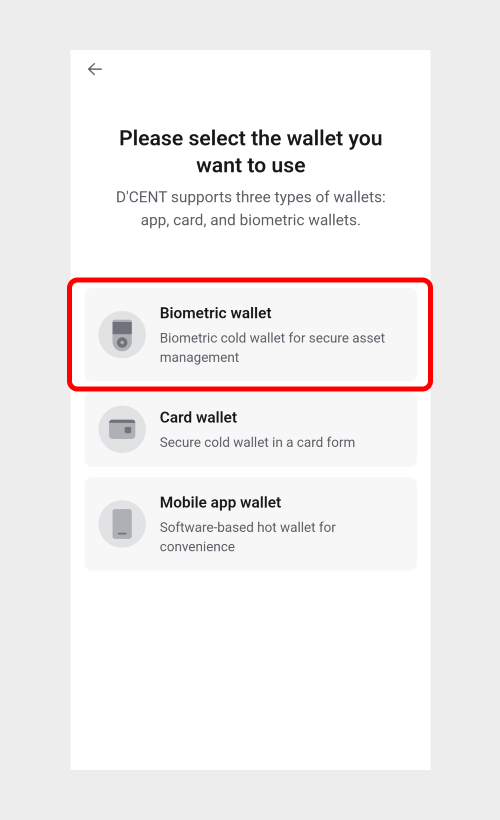 Please select the wallet you
want to use
D'CENT supports three types of wallets:
app, card, and biometric wallets.
Biometric wallet
Biometric cold wallet for secure asset
management
Card wallet
Secure cold wallet in a card form
Mobile app wallet
Software-based hot wallet for
convenience